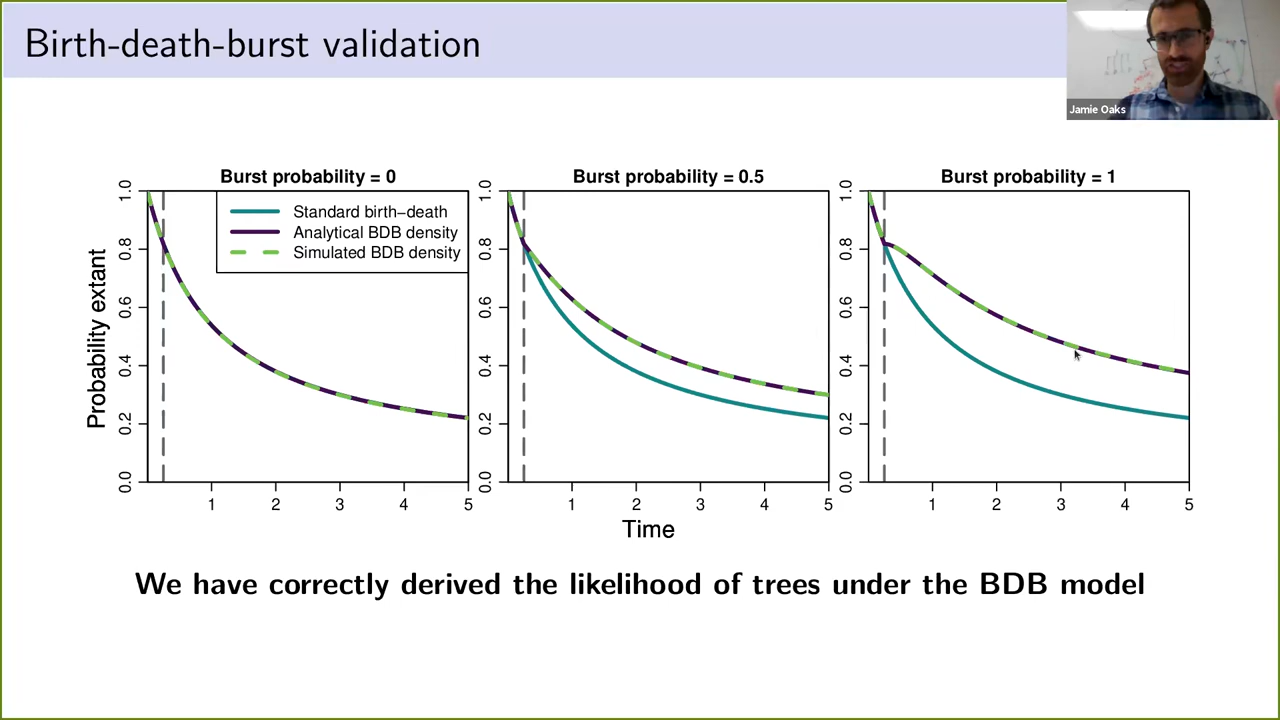 Birth-death-burst validation
Jamie Oaks
Burst probability = 0
Burst probability = 0.5
Burst probability = 1
Standard birth−death
Analytical BDB density
Simulated BDB density
Probability extant
0.0 0.2 0.4 0.6 0.8 1.0
1 2 3 4 5
0.0 0.2 0.4 0.6 0.8 1.0
1 2 3 4 5
0.0 0.2 0.4 0.6 0.8 1.0
1 2 3 4 5
Time
We have correctly derived the likelihood of trees under the BDB model